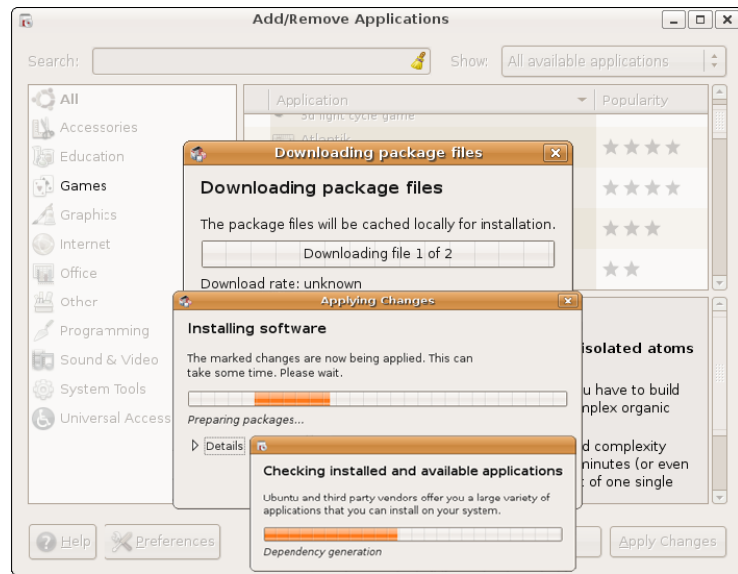 Add/Remove Applications
Search:
Show: All available applications
All
Accessories
Education
Games
Graphics
Internet
Office
Other
Programming
Sound & Video
System Tools
Universal Access
Application Popularity
3d light cycle game
Atlantik
Downloading package files
Downloading package files
The package files will be cached locally for installation.
Downloading file 1 of 2
Download rate: unknown
Applying Changes
Installing software
The marked changes are now being applied. This can
take some time. Please wait.
Preparing packages...
Details
Checking installed and available applications
Ubuntu and third party vendors offer you a large variety of
applications that you can install on your system.
Dependency generation
isolated atoms
u have to build
organic
d complexity
minutes (or even
of one single
Help
Preferences
Apply Changes